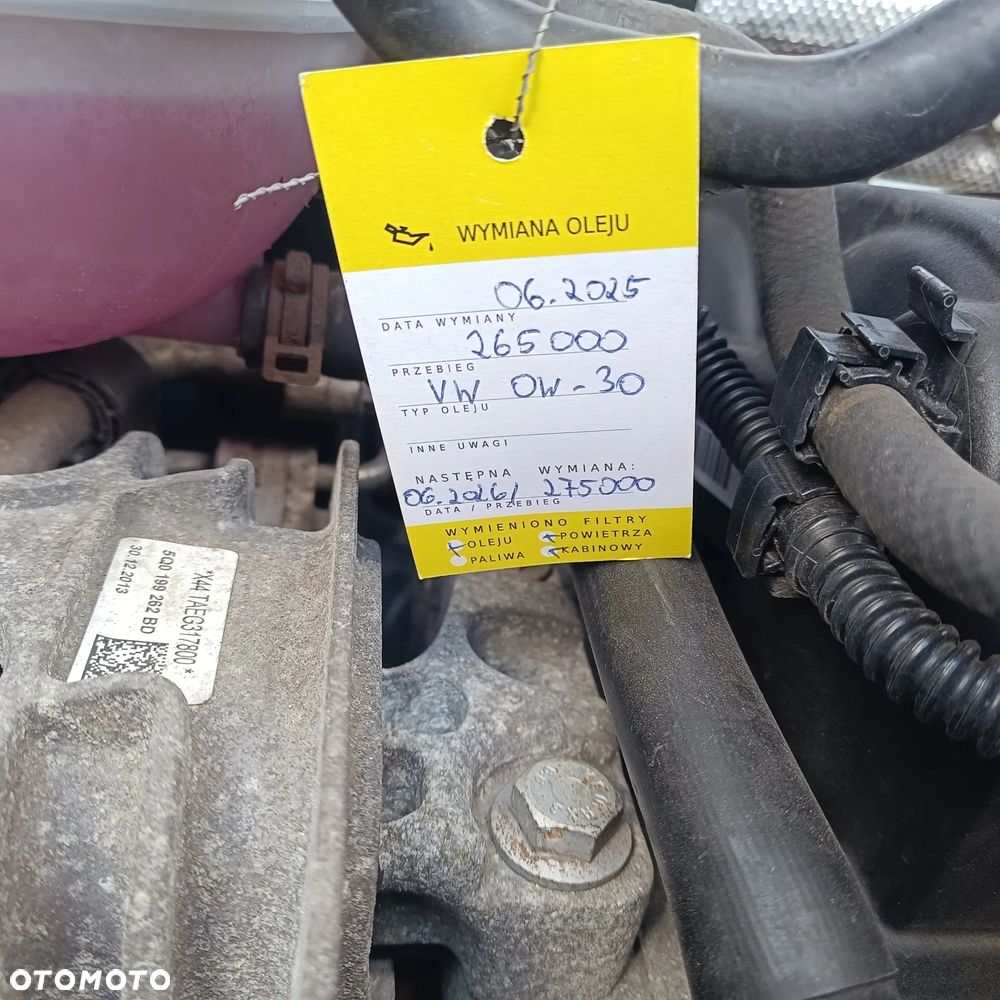 WYMIANA OLEJU
06.2025
DATA WYMIANY
265000
PRZEBIEG
VW 0W-30
TYP OLEJU
INNE UWAGI
NASTĘPNA WYMIANA:
06.2026/ 275000
DATA / PRZEBIEG
WYMIENIONO FILTRY
OLEJU POWIETRZA
PALIWA KABINOWY
*X44TAEG317800*
5Q0 199 262 BD
30.12.2013
OTOMOTO